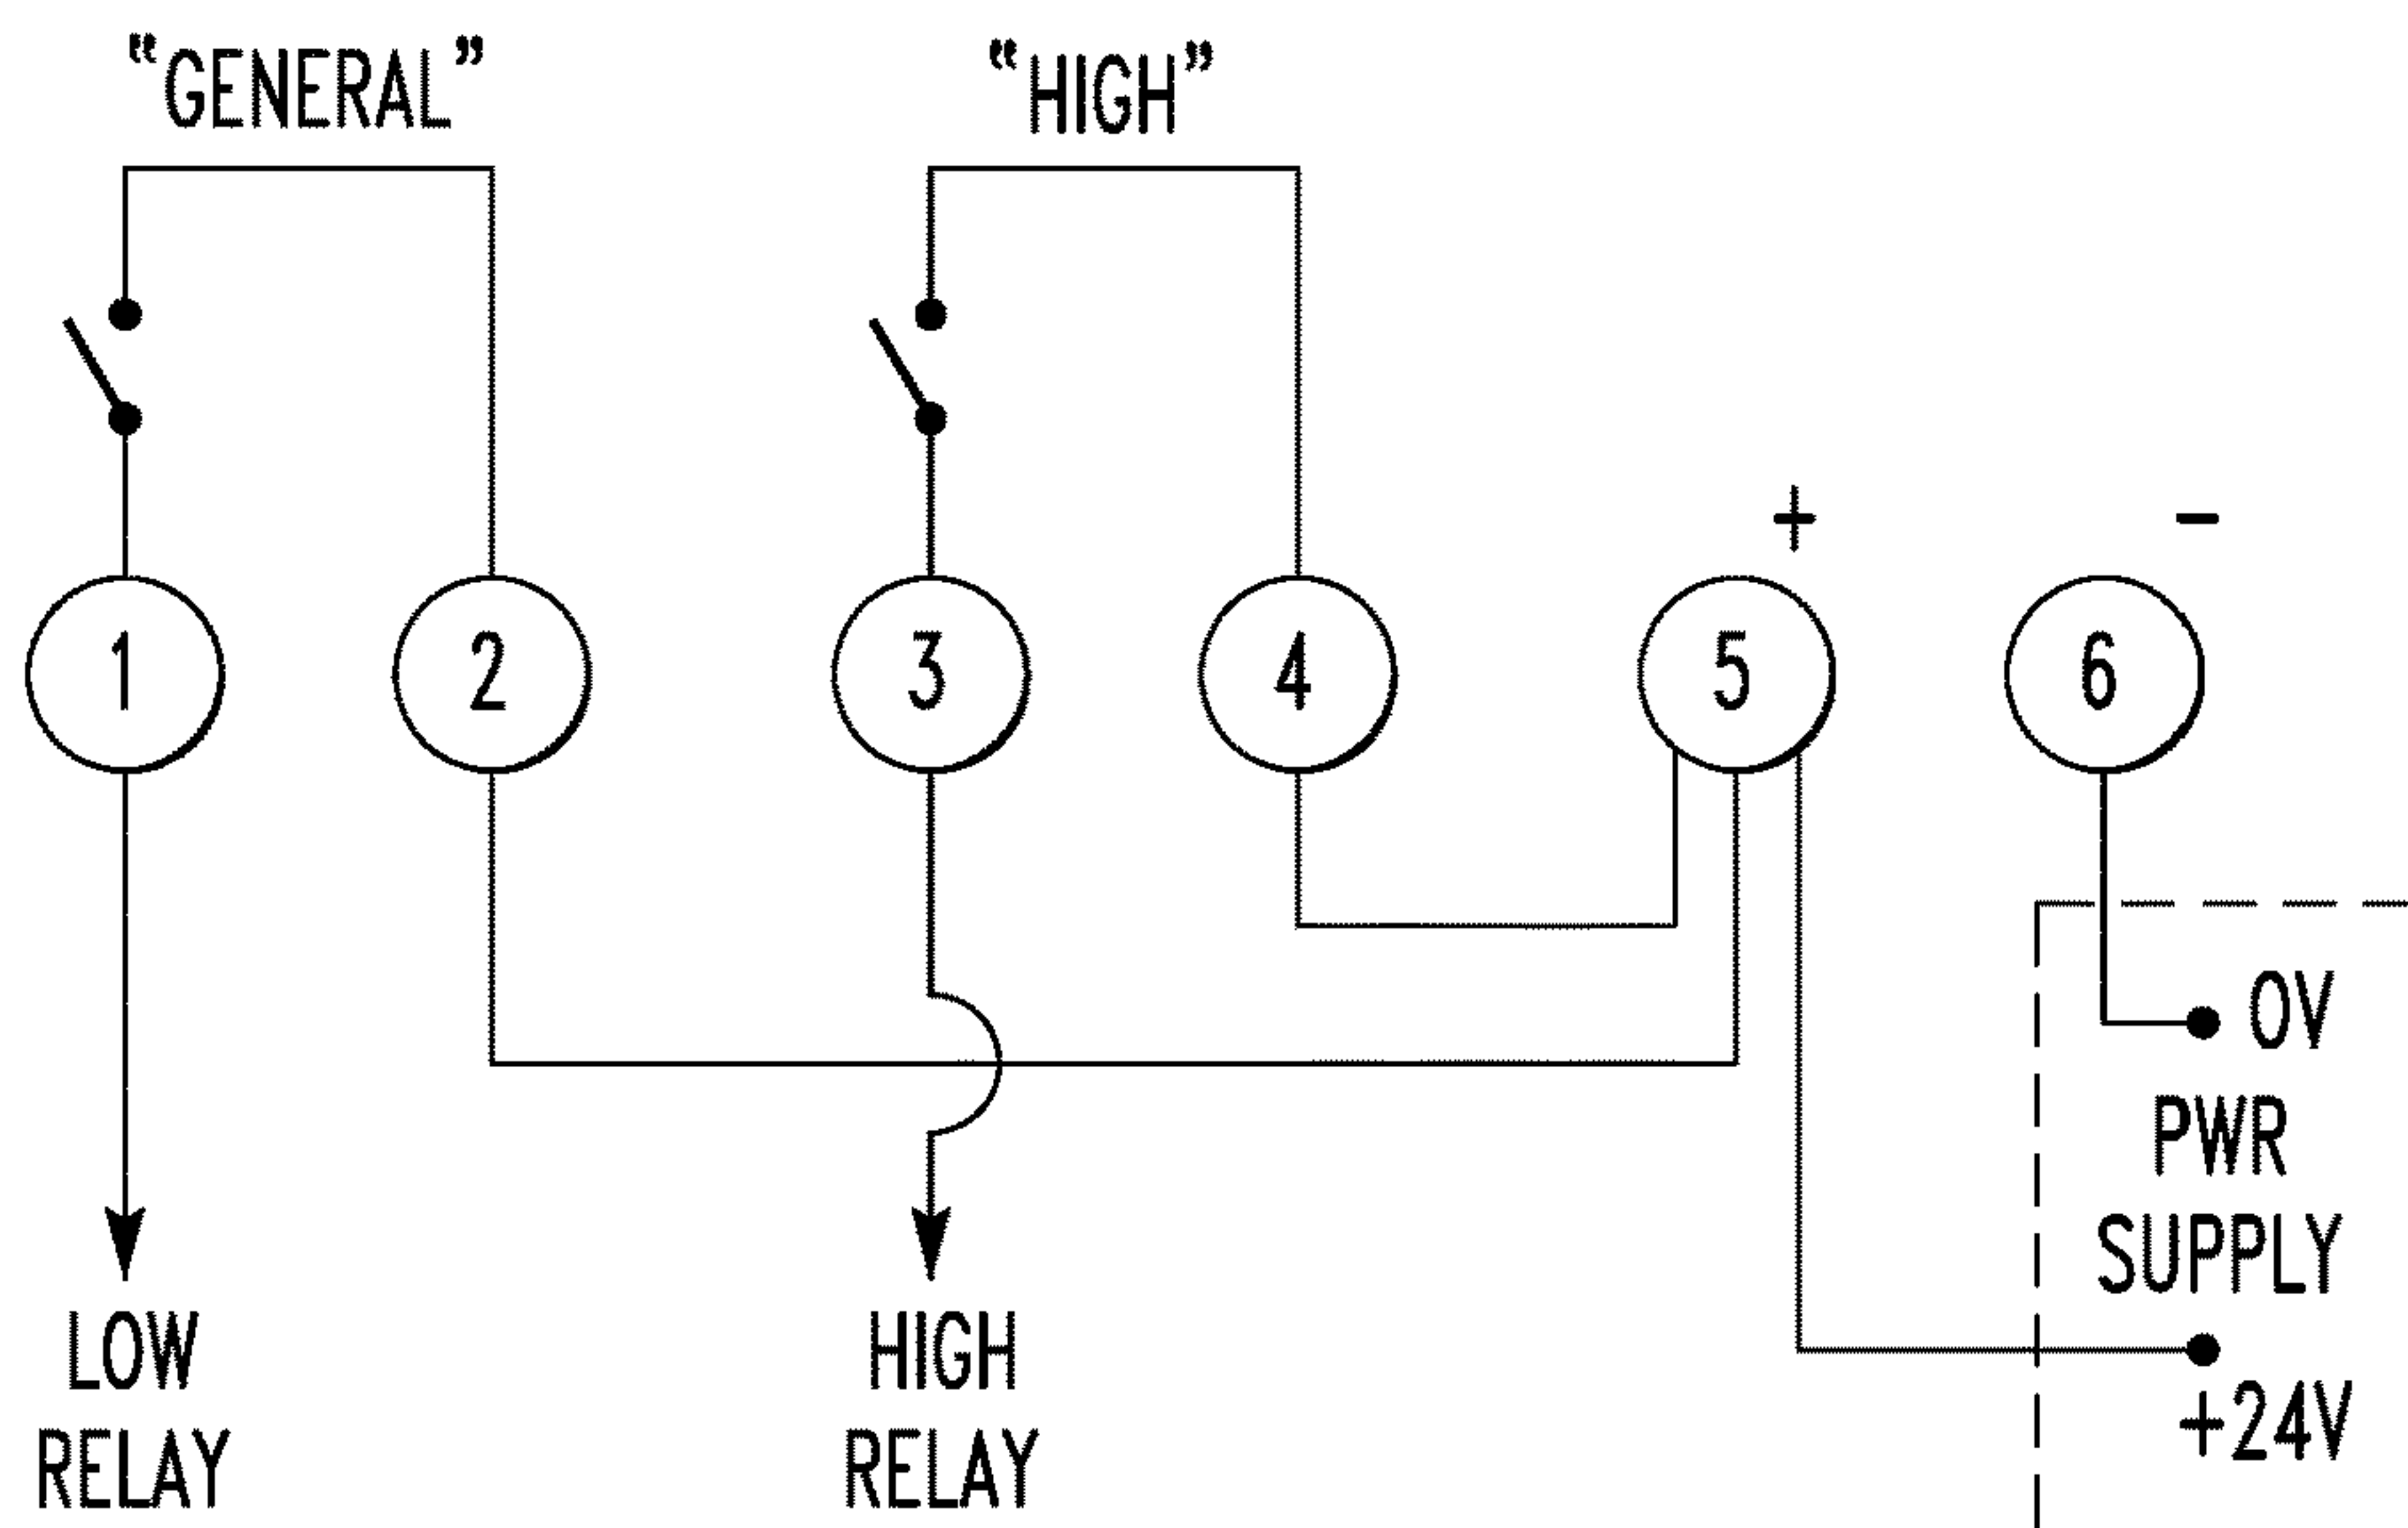 “GENERAL”
“HIGH”
+
-
1
2
3
4
5
6
0V
PWR
SUPPLY
+24V
LOW
RELAY
HIGH
RELAY